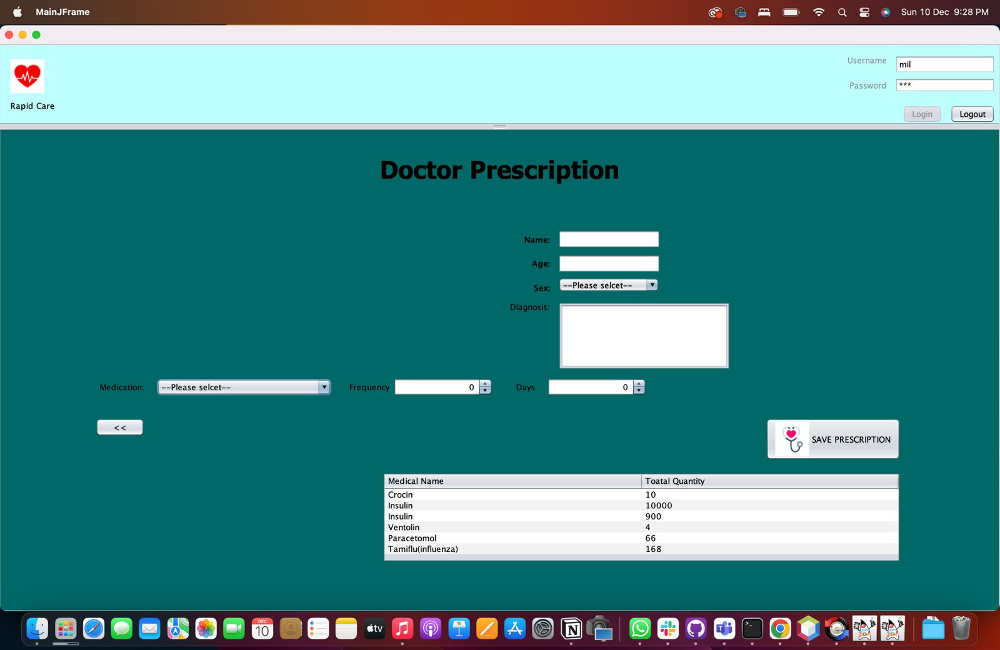 MainJFrame
Sun 10 Dec 9:28 PM
Username mil
Password ***
Rapid Care
Login Logout
Doctor Prescription
Name:
Age:
Sex: --Please selcet--
Diagnosis:
Medication: --Please selcet-- Frequency 0 Days 0
<<
SAVE PRESCRIPTION
Medical Name Toatal Quantity
Crocin 10
Insulin 10000
Insulin 900
Ventolin 4
Paracetomol 66
Tamiflu(influenza) 168
DEC
10
tv